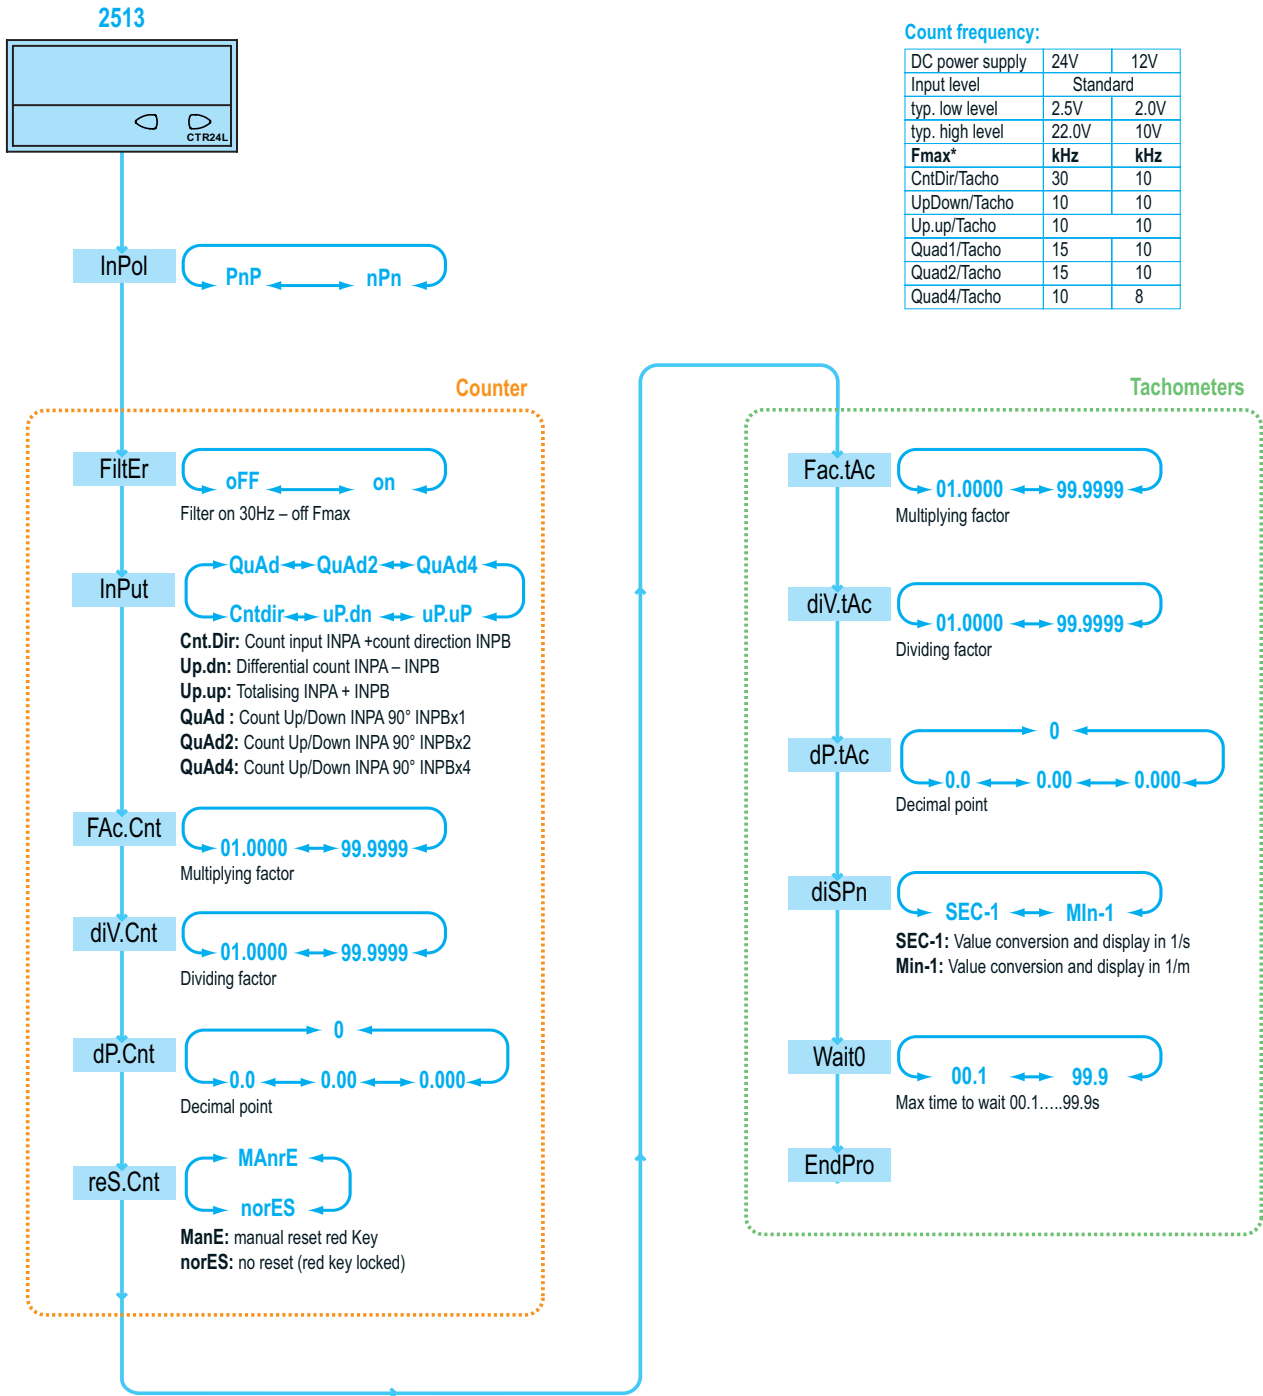 2513
CTR24L
Count frequency:
DC power supply 24V 12V
Input level Standard
typ. low level 2.5V 2.0V
typ. high level 22.0V 10V
Fmax* kHz kHz
CntDir/Tacho 30 10
UpDown/Tacho 10 10
Up.up/Tacho 10 10
Quad1/Tacho 15 10
Quad2/Tacho 15 10
Quad4/Tacho 10 8
InPol
PnP nPn
Counter
FiltEr
oFF on
Filter on 30Hz – off Fmax
InPut
QuAd QuAd2 QuAd4
Cntdir uP.dn uP.uP
Cnt.Dir: Count input INPA +count direction INPB
Up.dn: Differential count INPA – INPB
Up.up: Totalising INPA + INPB
QuAd : Count Up/Down INPA 90° INPBx1
QuAd2: Count Up/Down INPA 90° INPBx2
QuAd4: Count Up/Down INPA 90° INPBx4
FAc.Cnt
01.0000 99.9999
Multiplying factor
diV.Cnt
01.0000 99.9999
Dividing factor
dP.Cnt
0
0.0 0.00 0.000
Decimal point
reS.Cnt
MAnrE
norES
ManE: manual reset red Key
norES: no reset (red key locked)
Tachometers
Fac.tAc
01.0000 99.9999
Multiplying factor
diV.tAc
01.0000 99.9999
Dividing factor
dP.tAc
0
0.0 0.00 0.000
Decimal point
diSPn
SEC-1 MIn-1
SEC-1: Value conversion and display in 1/s
Min-1: Value conversion and display in 1/m
Wait0
00.1 99.9
Max time to wait 00.1.....99.9s
EndPro